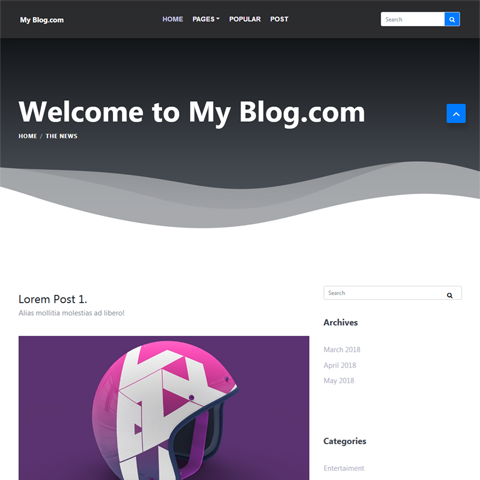 My Blog.com
HOME PAGES POPULAR POST
Search
Welcome to My Blog.com
HOME / THE NEWS
Lorem Post 1.
Alias mollitia molestias ad libero!
Search
Archives
March 2018
April 2018
May 2018
Categories
Entertaiment